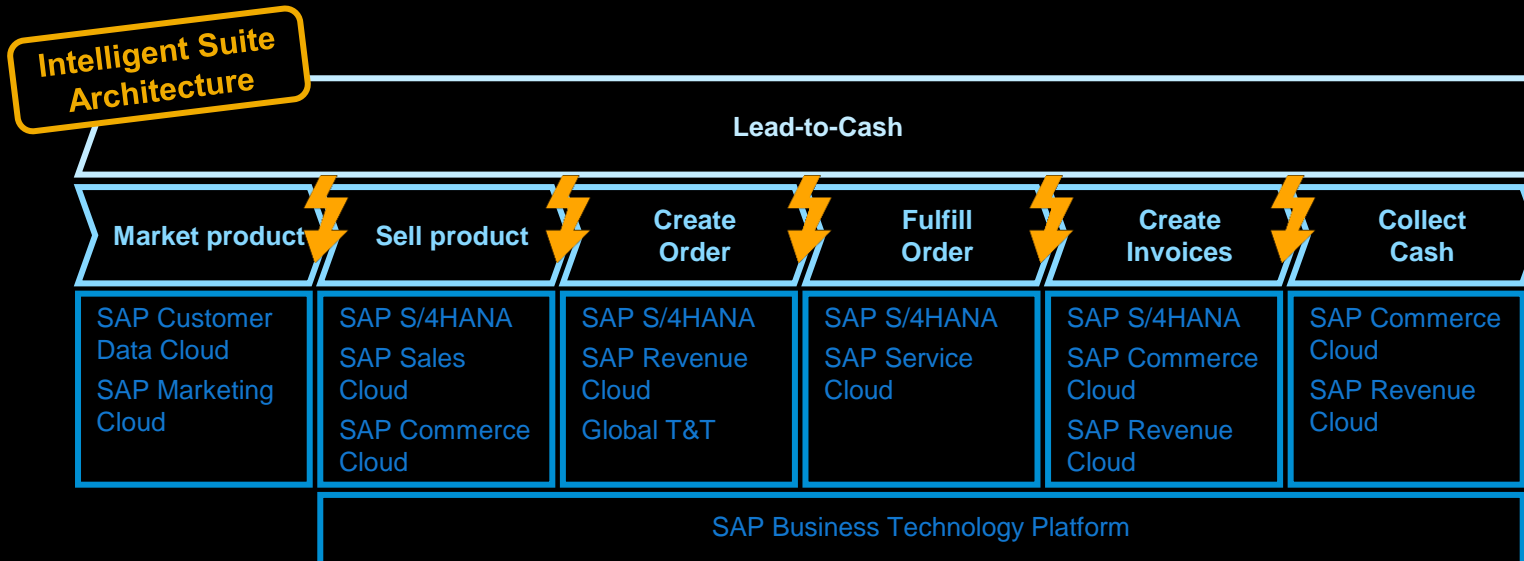 Intelligent Suite
Architecture
Lead-to-Cash
Market product
Sell product
Create
Order
Fulfill
Order
Create
Invoices
Collect
Cash
SAP Customer
Data Cloud
SAP Marketing
Cloud
SAP S/4HANA
SAP Sales
Cloud
SAP Commerce
Cloud
SAP S/4HANA
SAP Revenue
Cloud
Global T&T
SAP S/4HANA
SAP Service
Cloud
SAP S/4HANA
SAP Commerce
Cloud
SAP Revenue
Cloud
SAP Commerce
Cloud
SAP Revenue
Cloud
SAP Business Technology Platform